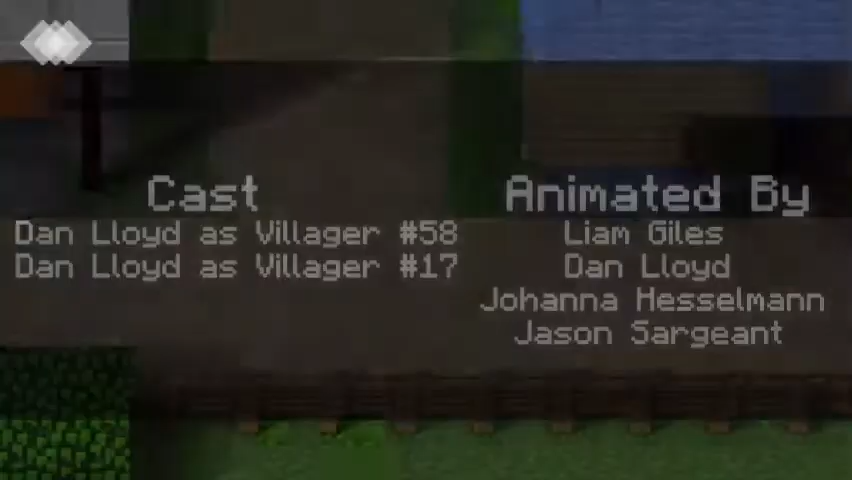 Cast
Dan Lloyd as Villager #58
Dan Lloyd as Villager #17
Animated By
Liam Giles
Dan Lloyd
Johanna Hesselmann
Jason Sargeant